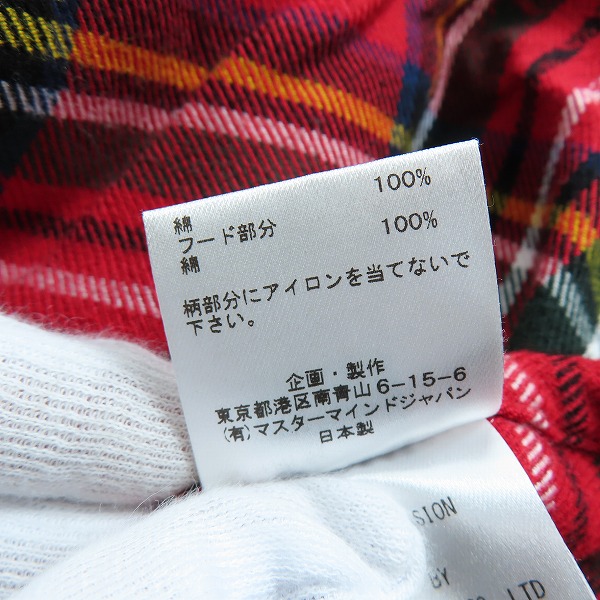 綿 100%
フード部分
綿 100%
柄部分にアイロンを当てないで
下さい。
企画・製作
東京都港区南青山6-15-6
(有)マスターマインドジャパン
日本製
SION
BY
LTD